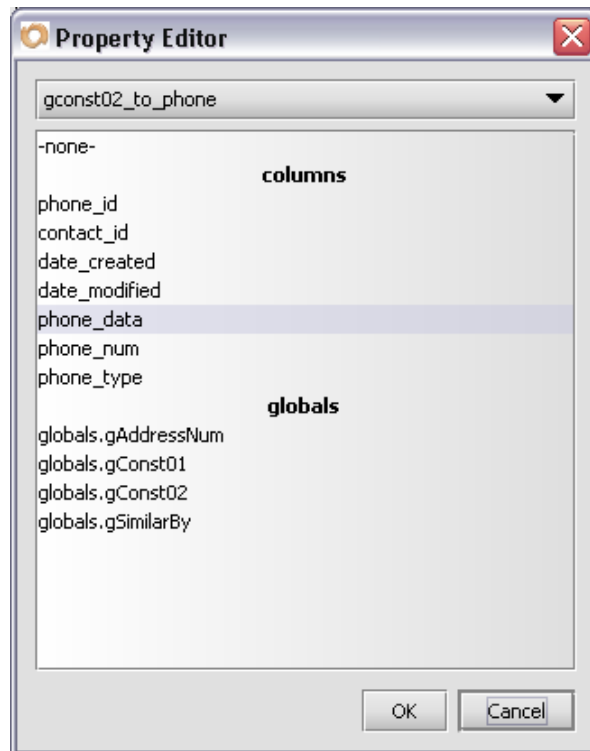 Property Editor
gconst02_to_phone
-none-
columns
phone_id
contact_id
date_created
date_modified
phone_data
phone_num
phone_type
globals
globals.gAddressNum
globals.gConst01
globals.gConst02
globals.gSimilarBy
OK
Cancel